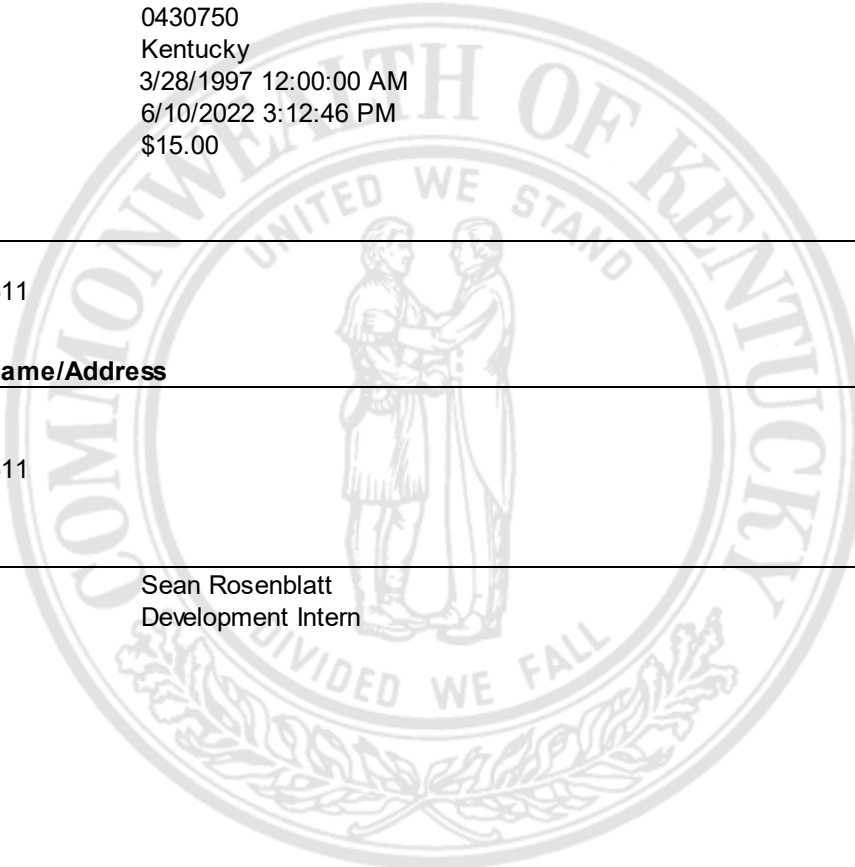 0430750
Kentucky
3/28/1997 12:00:00 AM
6/10/2022 3:12:46 PM
$15.00
11
ame/Address
11
Sean Rosenblatt
Development Intern
COMMONWEALTH OF KENTUCKY
UNITED WE STAND
DIVIDED WE FALL